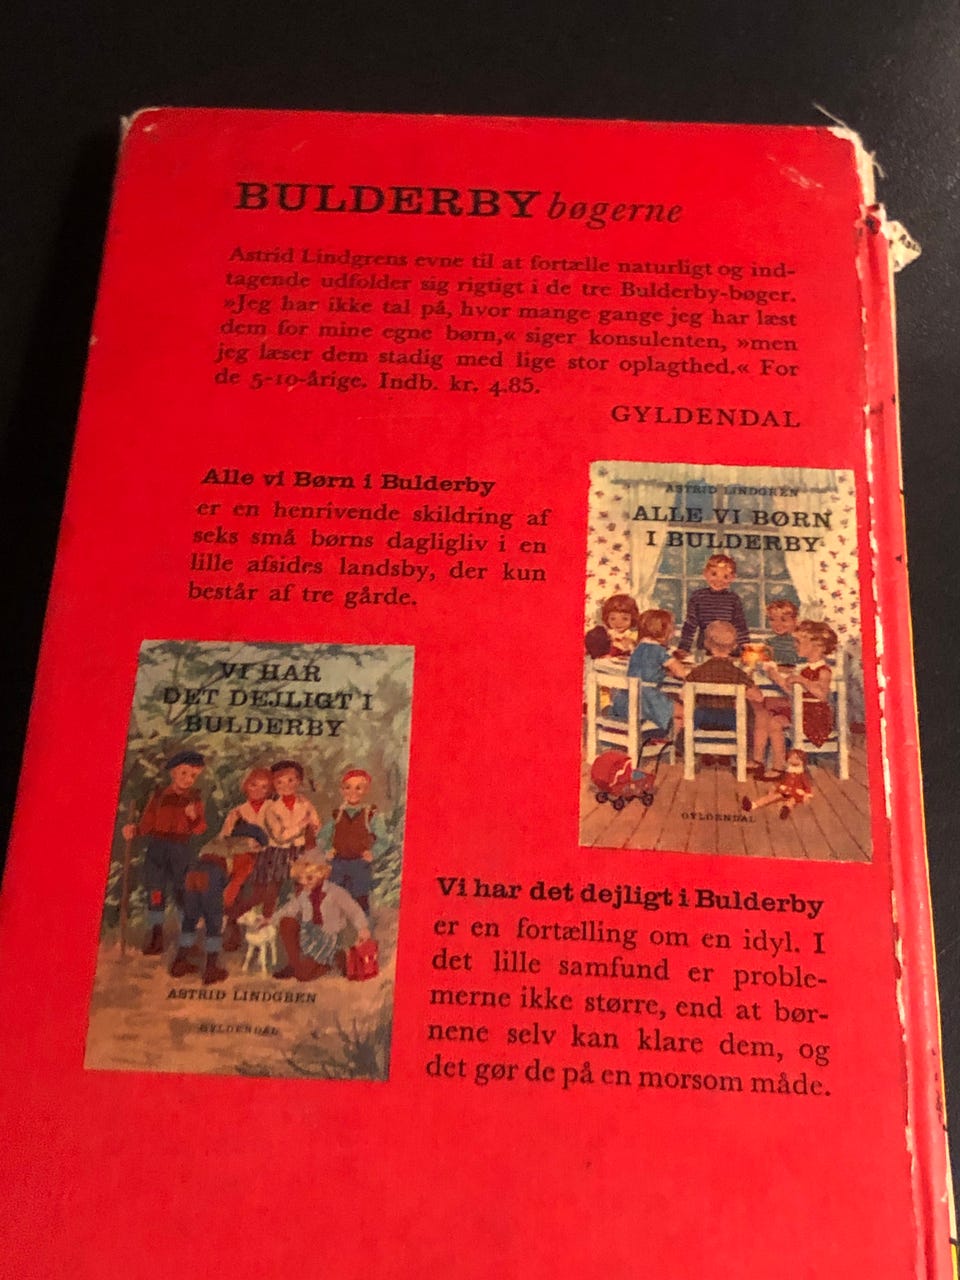 BULDERBY bøgerne
Astrid Lindgrens evne til at fortælle naturligt og ind-
tagende udfolder sig rigtigt i de tre Bulderby-bøger.
»Jeg har ikke tal på, hvor mange gange jeg har læst
dem for mine egne børn,« siger konsulenten, »men
jeg læser dem stadig med lige stor oplagthed.« For
de 5-10-årige. Indb. kr. 4.85.
GYLDENDAL
Alle vi Børn i Bulderby
er en henrivende skildring af
seks små børns dagligliv i en
lille afsides landsby, der kun
består af tre gårde.
ASTRID LINDGREN
ALLE VI BØRN
I BULDERBY
GYLDENDAL
VI HAR
DET DEJLIGT I
BULDERBY
ASTRID LINDGREN
GYLDENDAL
Vi har det dejligt i Bulderby
er en fortælling om en idyl. I
det lille samfund er proble-
merne ikke større, end at bør-
nene selv kan klare dem, og
det gør de på en morsom måde.